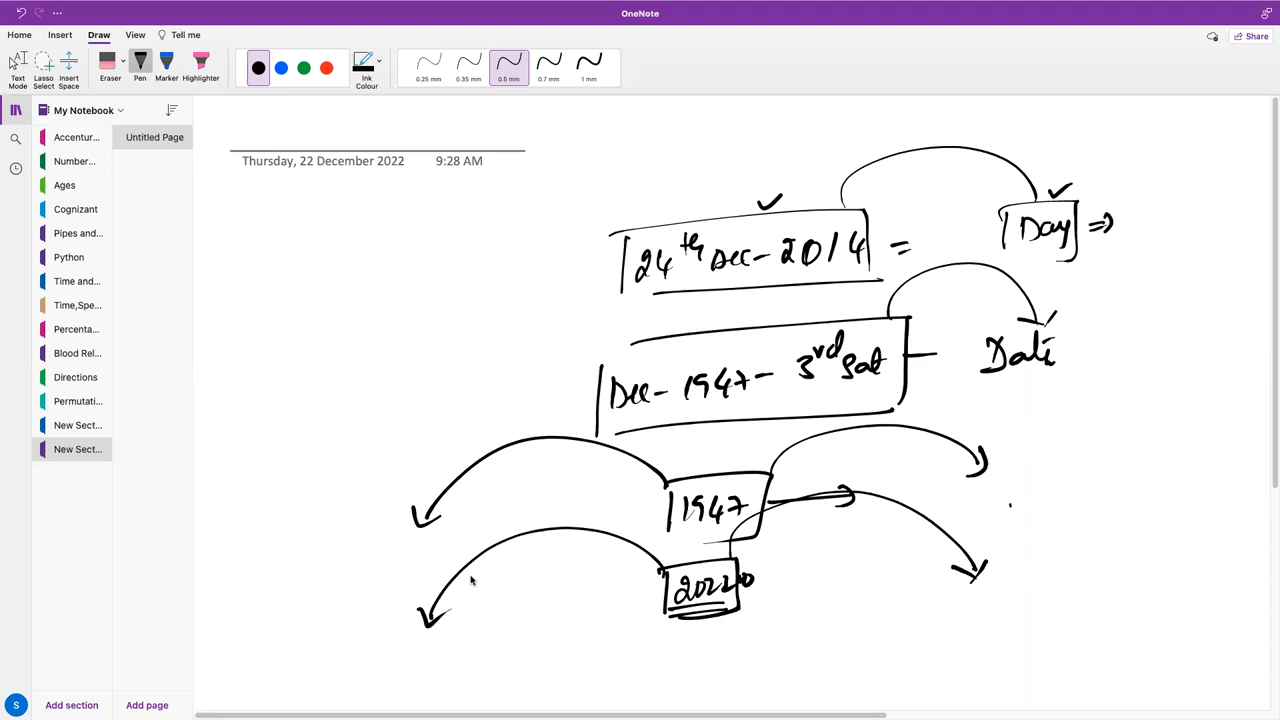 OneNote
Home Insert Draw View Tell me
Share
Text Mode
Lasso Select
Insert Space
Eraser
Pen
Marker
Highlighter
Ink Colour
0.25 mm
0.35 mm
0.5 mm
0.7 mm
1 mm
My Notebook
Accentur...
Number...
Ages
Cognizant
Pipes and...
Python
Time and...
Time,Spe...
Percenta...
Blood Rel...
Directions
Permutati...
New Sect...
New Sect...
Untitled Page
Thursday, 22 December 2022 9:28 AM
24th Dec - 2014 = Day ⇒
Dec - 1947 - 3rd Sat — Date
1947
2022
S
Add section
Add page